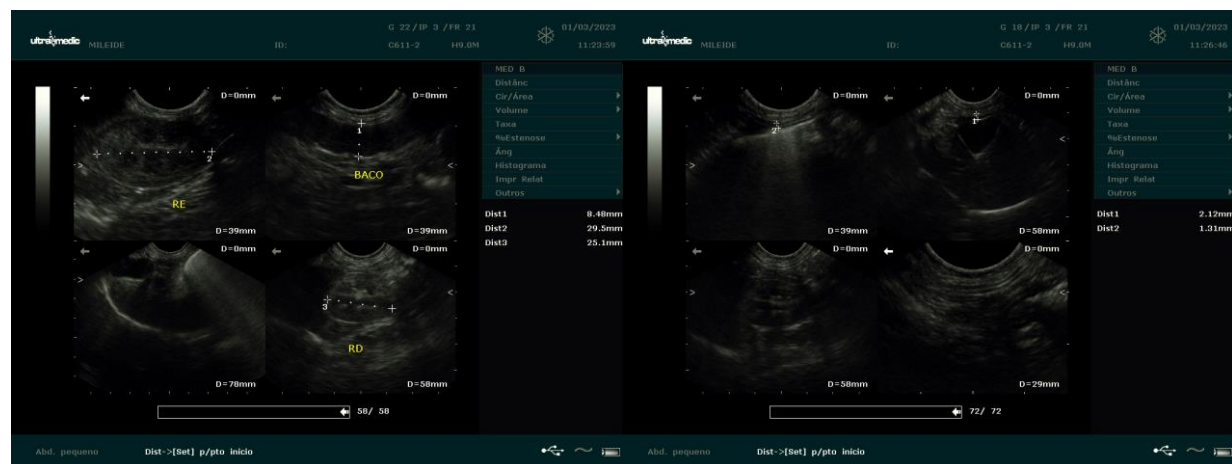 ultramedic MILEIDE ID: G 22 / IP 3 / FR 21 01/03/2023
C611-2 H9.0M 11:23:59
MED B
Distânc
Cir/Área
Volume
Taxa
%Estenose
Âng
Histograma
Impr Relat
Outros
Dist1 8.48mm
Dist2 29.5mm
Dist3 25.1mm
D=0mm
2
RE
D=39mm
D=0mm
1
BACO
D=39mm
D=0mm
D=78mm
D=0mm
3
RD
D=58mm
58/ 58
Abd. pequeno Dist->[Set] p/pto início
ultramedic MILEIDE ID: G 18 / IP 3 / FR 21 01/03/2023
C611-2 H9.0M 11:26:46
MED B
Distânc
Cir/Área
Volume
Taxa
%Estenose
Âng
Histograma
Impr Relat
Outros
Dist1 2.12mm
Dist2 1.31mm
D=0mm
2
D=39mm
D=0mm
1
D=58mm
D=0mm
D=58mm
D=0mm
D=29mm
72/ 72
Abd. pequeno Dist->[Set] p/pto início